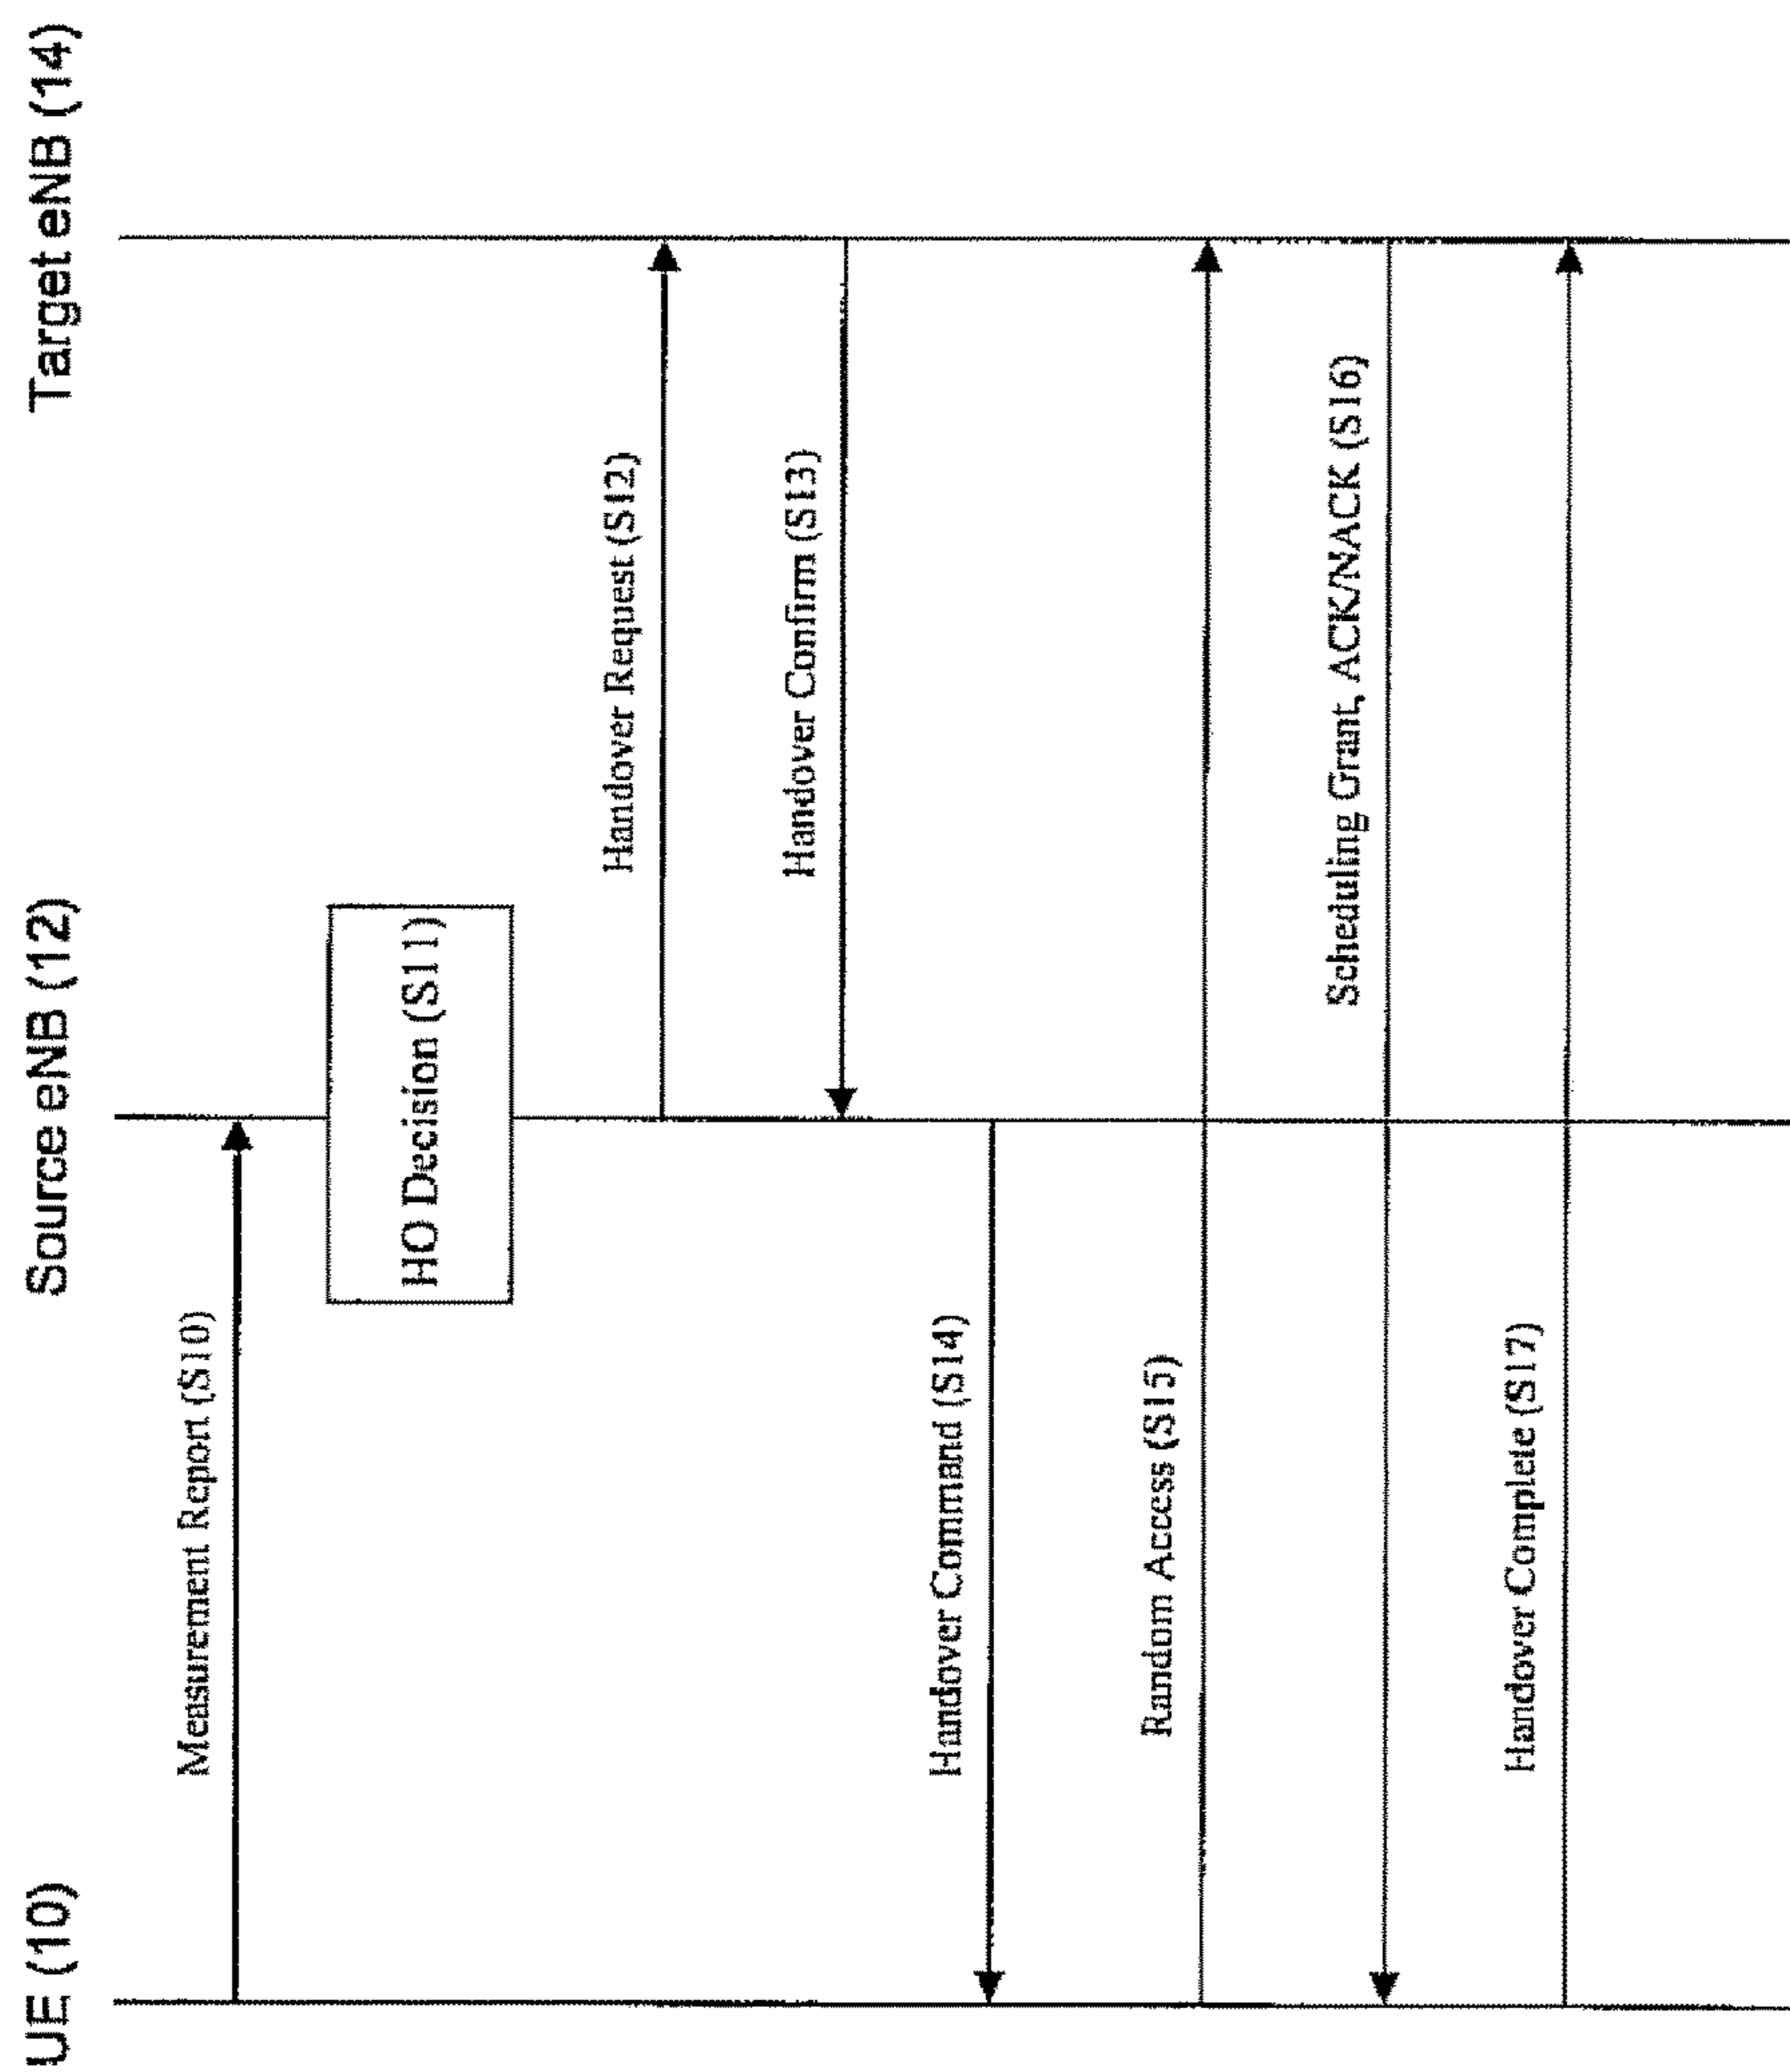 UE (10)
Source eNB (12)
Target eNB (14)
Measurement Report (S10)
HO Decision (S11)
Handover Request (S12)
Handover Confirm (S13)
Handover Command (S14)
Random Access (S15)
Scheduling Grant, ACK/NACK (S16)
Handover Complete (S17)